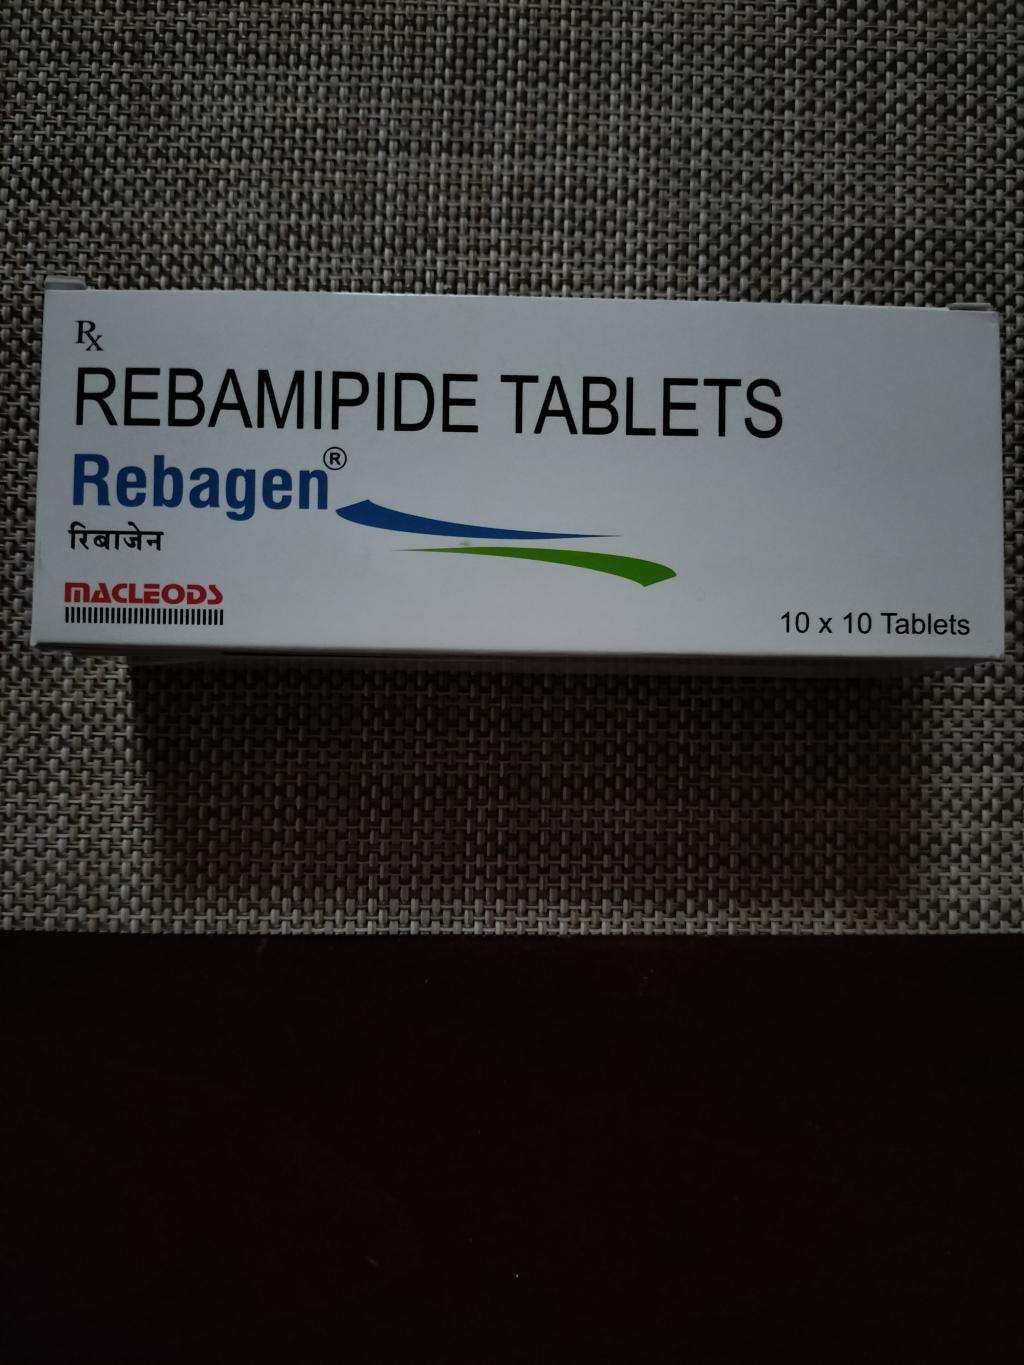 Rx
REBAMIPIDE TABLETS
Rebagen®
रिबाजेन
MACLEODS
10 x 10 Tablets